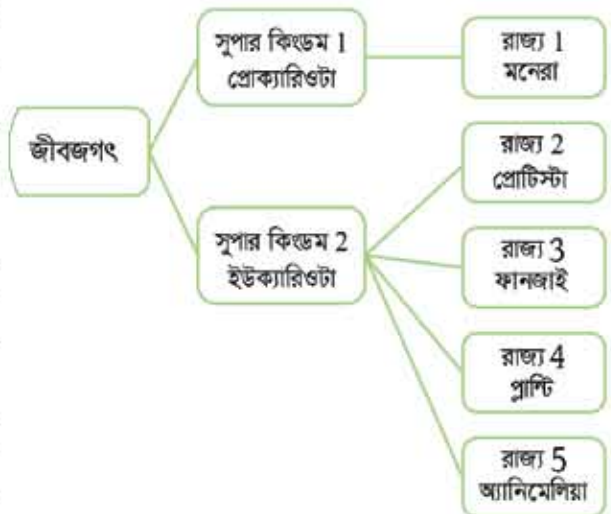 জীবজগৎ
সুপার কিংডম 1
প্রোক্যারিওটা
রাজ্য 1
মনেরা
সুপার কিংডম 2
ইউক্যারিওটা
রাজ্য 2
প্রোটিস্টা
রাজ্য 3
ফানজাই
রাজ্য 4
প্লান্টি
রাজ্য 5
অ্যানিমেলিয়া